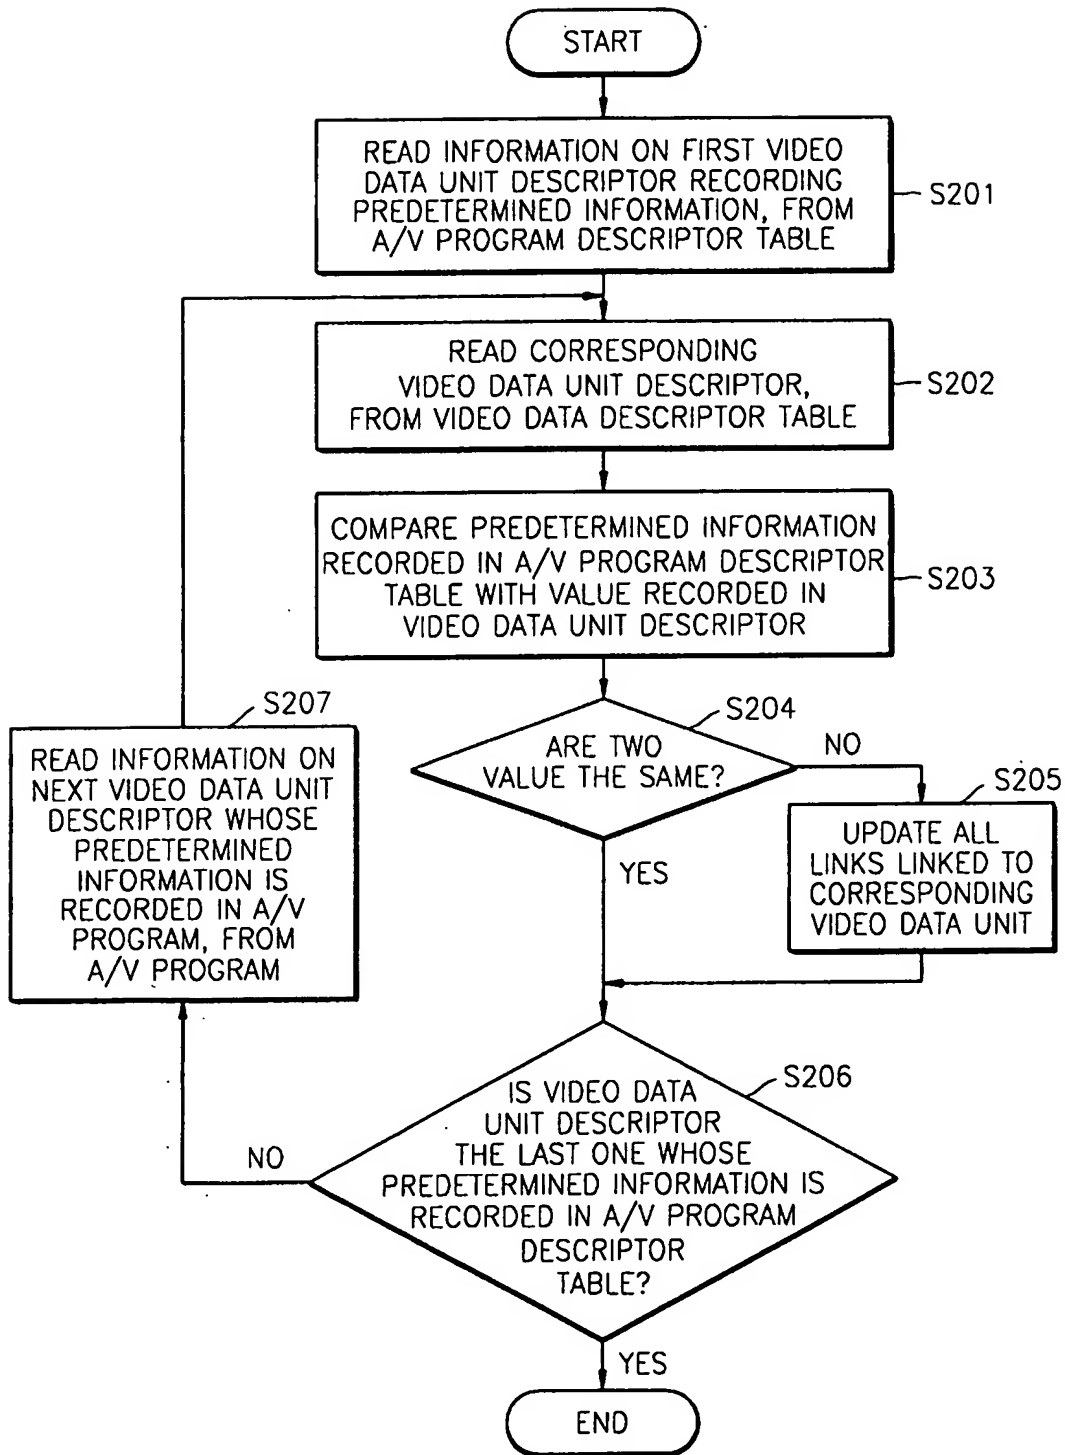 START
READ INFORMATION ON FIRST VIDEO
DATA UNIT DESCRIPTOR RECORDING
PREDETERMINED INFORMATION, FROM
A/V PROGRAM DESCRIPTOR TABLE
S201
READ CORRESPONDING
VIDEO DATA UNIT DESCRIPTOR,
FROM VIDEO DATA DESCRIPTOR TABLE
S202
COMPARE PREDETERMINED INFORMATION
RECORDED IN A/V PROGRAM DESCRIPTOR
TABLE WITH VALUE RECORDED IN
VIDEO DATA UNIT DESCRIPTOR
S203
S204
ARE TWO
VALUE THE SAME?
NO
YES
S205
UPDATE ALL
LINKS LINKED TO
CORRESPONDING
VIDEO DATA UNIT
S207
READ INFORMATION ON
NEXT VIDEO DATA UNIT
DESCRIPTOR WHOSE
PREDETERMINED
INFORMATION IS
RECORDED IN A/V
PROGRAM, FROM
A/V PROGRAM
S206
IS VIDEO DATA
UNIT DESCRIPTOR
THE LAST ONE WHOSE
PREDETERMINED INFORMATION IS
RECORDED IN A/V PROGRAM
DESCRIPTOR
TABLE?
NO
YES
END